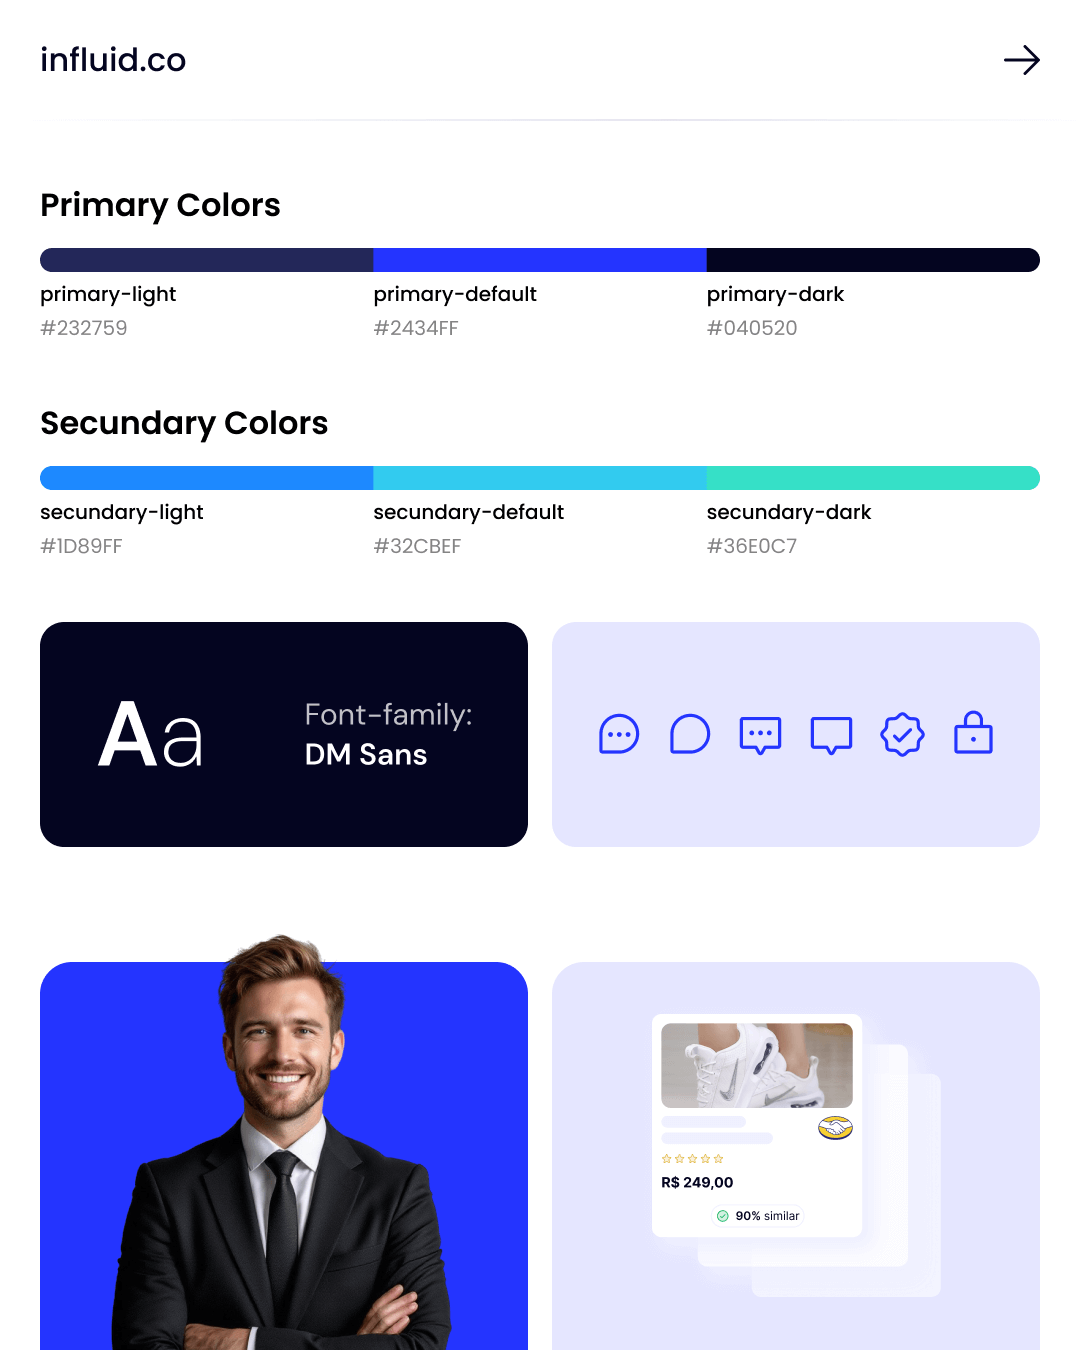 influid.co
Primary Colors
primary-light
primary-default
primary-dark
#232759
#2434FF
#040520
Secundary Colors
secundary-light
secundary-default
secundary-dark
#1D89FF
#32CBEF
#36E0C7
Aa
Font-family:
DM Sans
R$ 249,00
90% similar